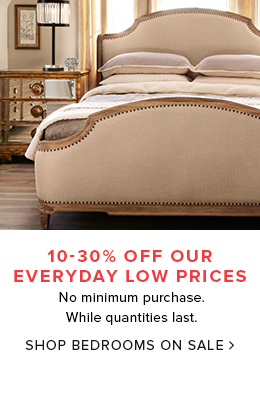 10-30% OFF OUR
EVERYDAY LOW PRICES
No minimum purchase.
While quantities last.
SHOP BEDROOMS ON SALE >